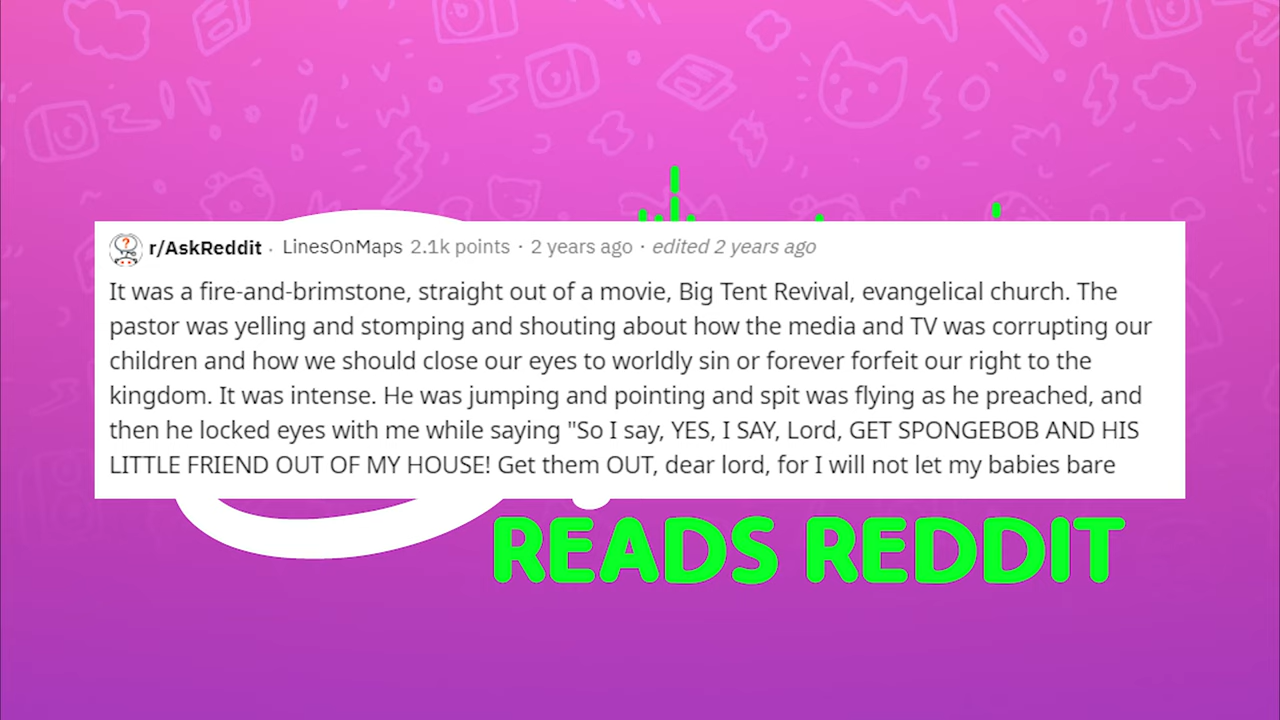 r/AskReddit · LinesOnMaps 2.1k points · 2 years ago · edited 2 years ago
It was a fire-and-brimstone, straight out of a movie, Big Tent Revival, evangelical church. The
pastor was yelling and stomping and shouting about how the media and TV was corrupting our
children and how we should close our eyes to worldly sin or forever forfeit our right to the
kingdom. It was intense. He was jumping and pointing and spit was flying as he preached, and
then he locked eyes with me while saying "So I say, YES, I SAY, Lord, GET SPONGEBOB AND HIS
LITTLE FRIEND OUT OF MY HOUSE! Get them OUT, dear lord, for I will not let my babies bare
READS REDDIT